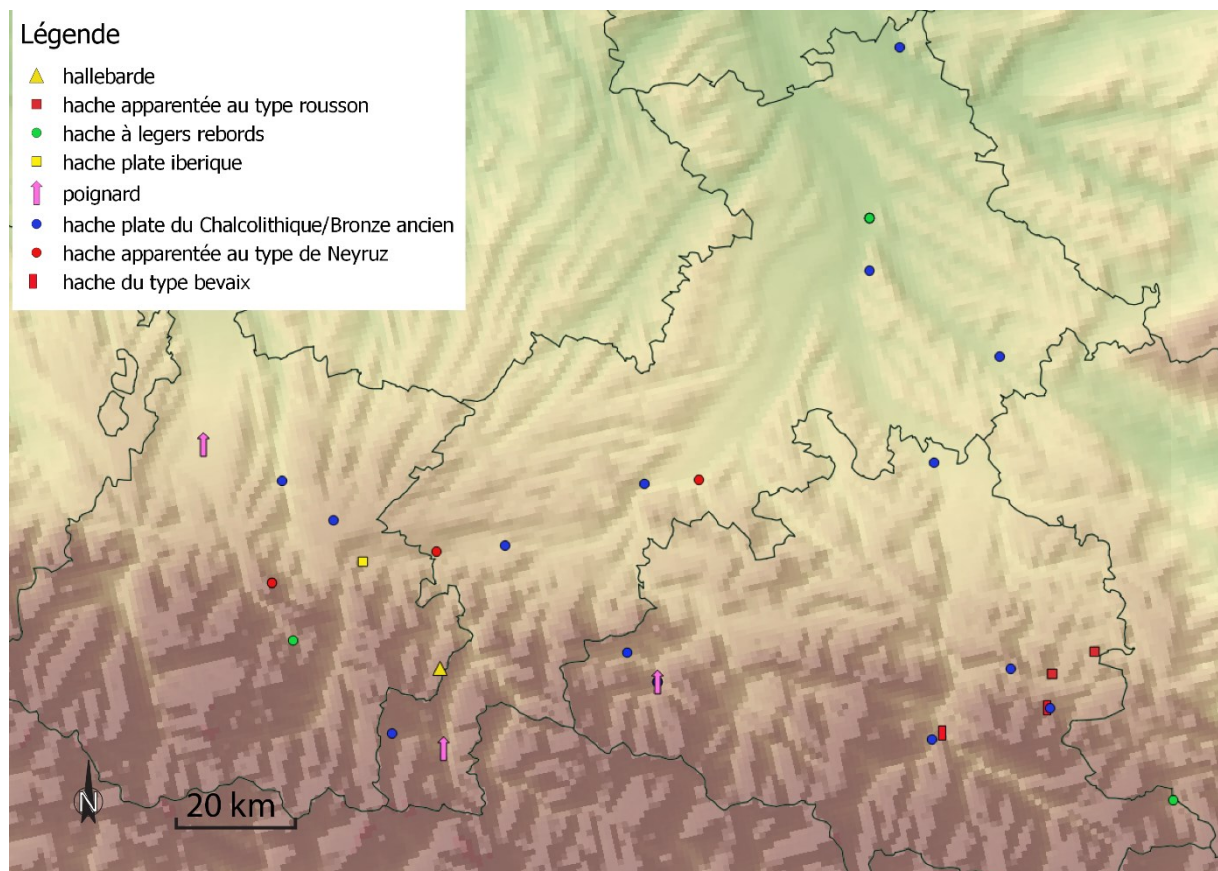 Légende
hallebarde
hache apparentée au type rousson
hache à legers rebords
hache plate iberique
poignard
hache plate du Chalcolithique/Bronze ancien
hache apparentée au type de Neyruz
hache du type bevaix
N
20 km